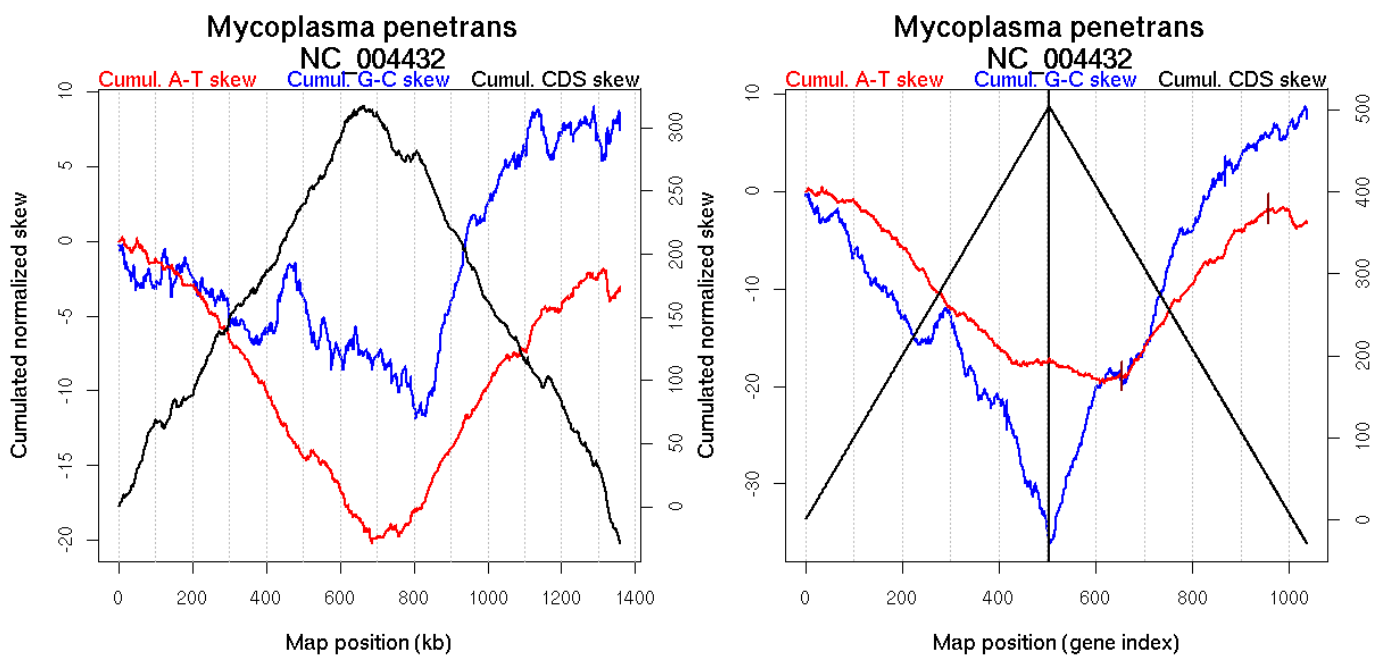 Mycoplasma penetrans
NC_004432
Cumul. A-T skew Cumul. G-C skew Cumul. CDS skew
Cumulated normalized skew
10
5
0
-5
-10
-15
-20
300
250
200
150
100
50
0
0 200 400 600 800 1000 1200 1400
Map position (kb)
Mycoplasma penetrans
NC_004432
Cumul. A-T skew Cumul. G-C skew Cumul. CDS skew
Cumulated normalized skew
10
0
-10
-20
-30
500
400
300
200
100
0
0 200 400 600 800 1000
Map position (gene index)